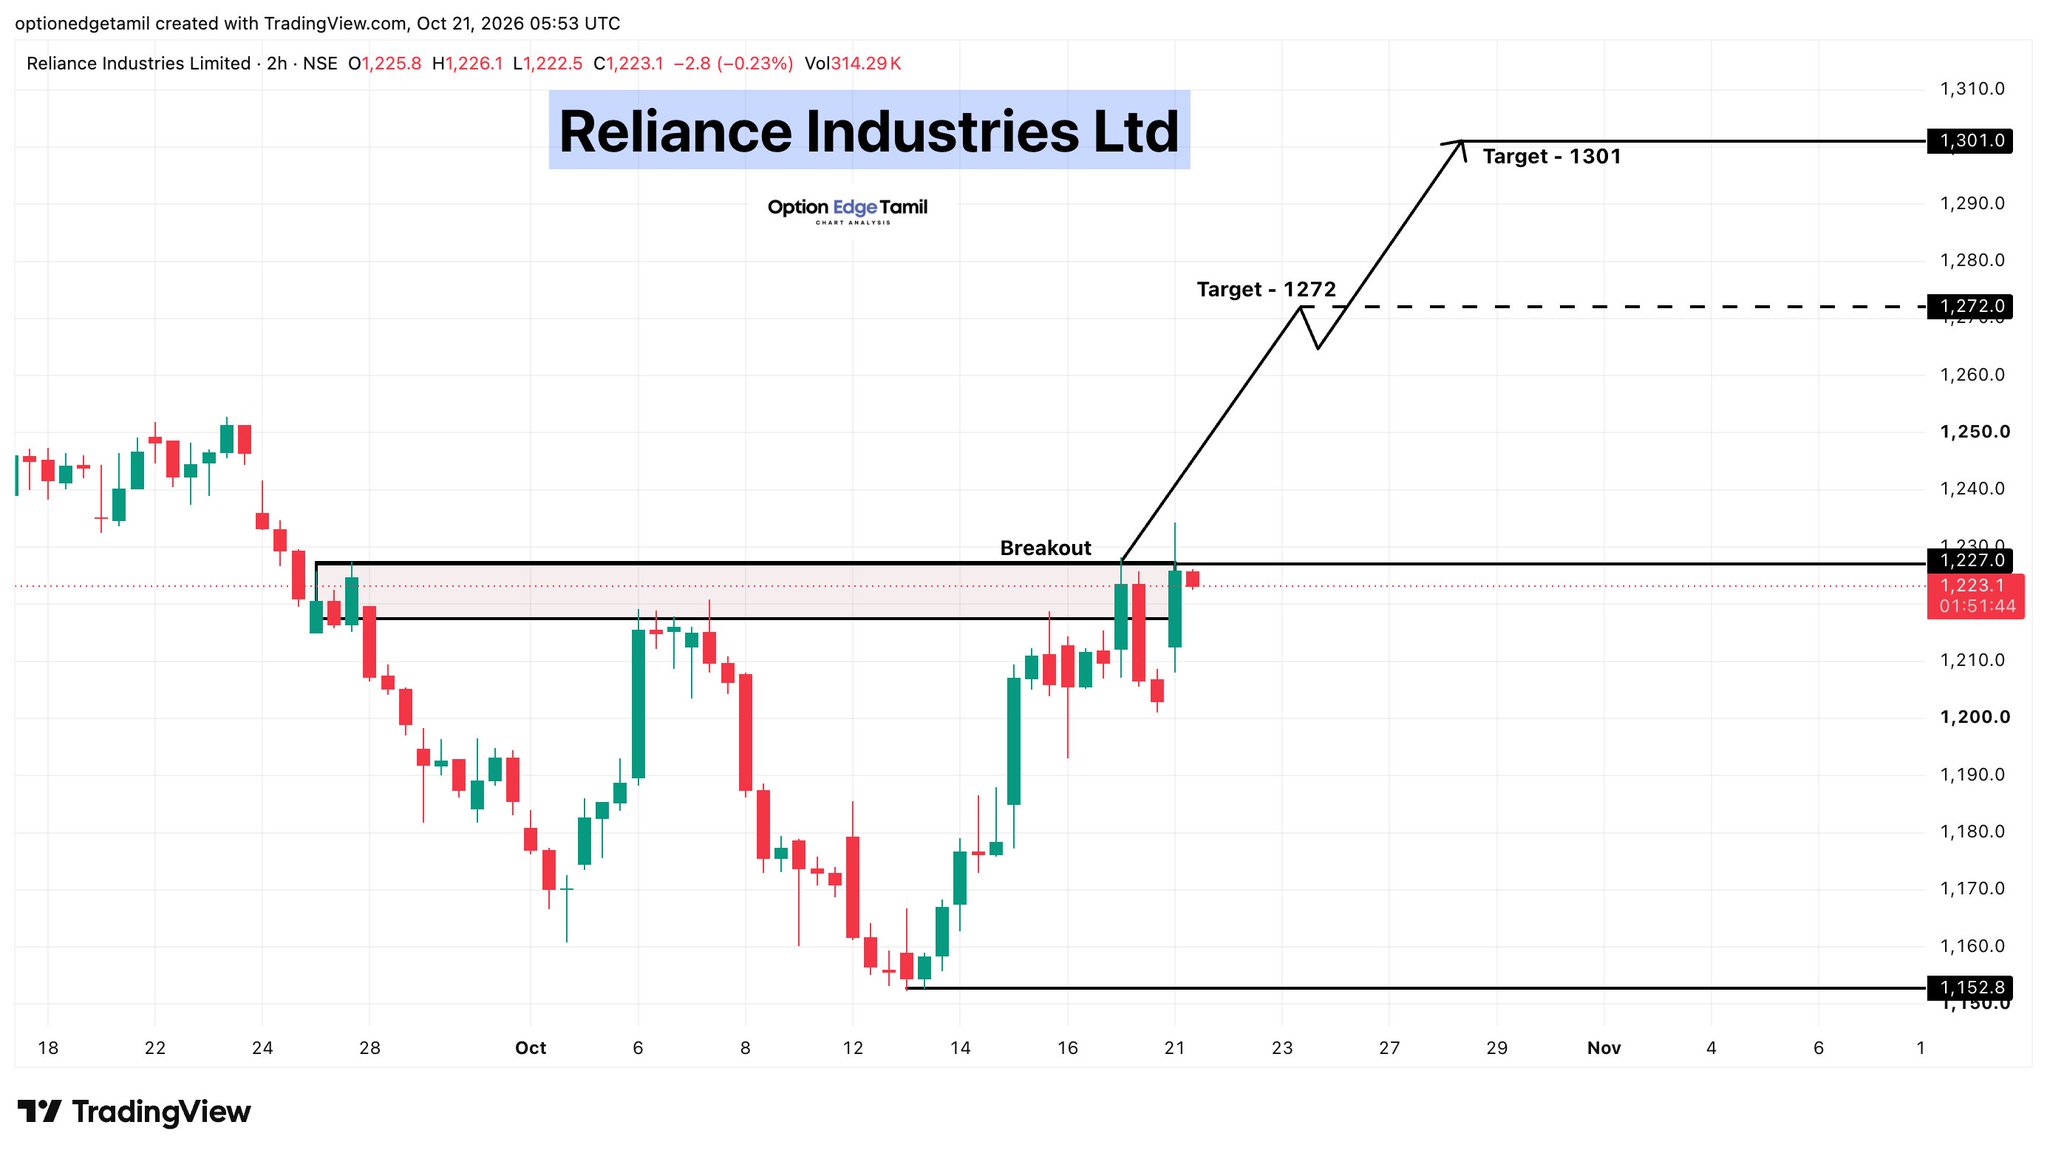 optionedgetamil created with TradingView.com, Oct 21, 2026 05:53 UTC
Reliance Industries Limited · 2h · NSE O1,225.8 H1,226.1 L1,222.5 C1,223.1 −2.8 (−0.23%) Vol314.29 K
Reliance Industries Ltd
Option Edge Tamil
CHART ANALYSIS
1,310.0
1,301.0
Target - 1301
1,290.0
1,280.0
Target - 1272
1,272.0
1,270.0
1,260.0
1,250.0
1,240.0
1,230.0
Breakout
1,227.0
1,223.1
01:51:44
1,210.0
1,200.0
1,190.0
1,180.0
1,170.0
1,160.0
1,152.8
1,150.0
18 22 24 28 Oct 6 8 12 14 16 21 23 27 29 Nov 4 6 1
TradingView